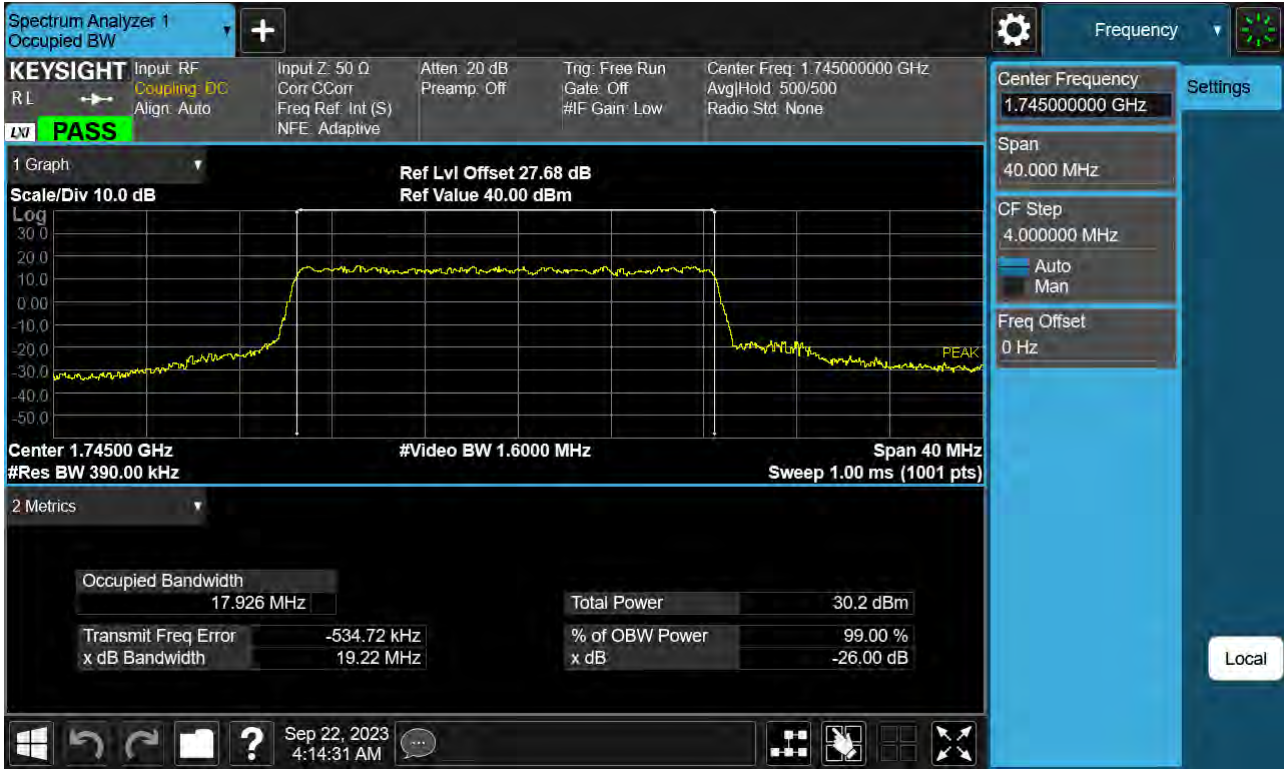 Spectrum Analyzer 1
Occupied BW
Frequency
KEYSIGHT
RL
LXI PASS
Input: RF
Coupling: DC
Align: Auto
Input Z: 50 Ω
Corr CCorr
Freq Ref: Int (S)
NFE: Adaptive
Atten: 20 dB
Preamp: Off
Trig: Free Run
Gate: Off
#IF Gain: Low
Center Freq: 1.745000000 GHz
Avg|Hold: 500/500
Radio Std: None
Center Frequency
1.745000000 GHz
Settings
Span
40.000 MHz
CF Step
4.000000 MHz
Auto
Man
Freq Offset
0 Hz
Local
1 Graph
Scale/Div 10.0 dB
Ref Lvl Offset 27.68 dB
Ref Value 40.00 dBm
Log
30.0
20.0
10.0
0.00
-10.0
-20.0
-30.0
-40.0
-50.0
PEAK
Center 1.74500 GHz
#Video BW 1.6000 MHz
Span 40 MHz
#Res BW 390.00 kHz
Sweep 1.00 ms (1001 pts)
2 Metrics
Occupied Bandwidth
17.926 MHz
Total Power 30.2 dBm
Transmit Freq Error -534.72 kHz
% of OBW Power 99.00 %
x dB Bandwidth 19.22 MHz
x dB -26.00 dB
Sep 22, 2023
4:14:31 AM